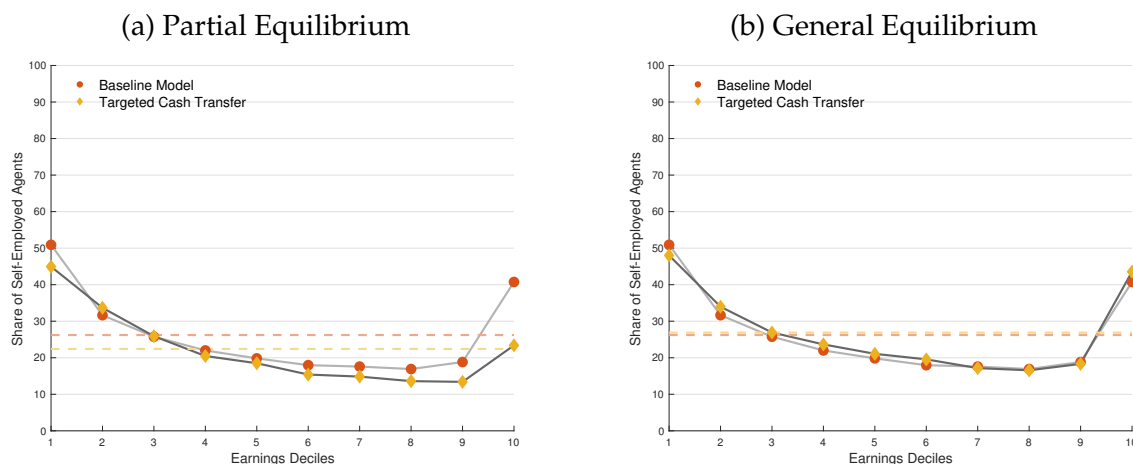 (a) Partial Equilibrium
100
90
80
70
60
50
40
30
20
10
0
Share of Self-Employed Agents
Baseline Model
Targeted Cash Transfer
1 2 3 4 5 6 7 8 9 10
Earnings Deciles
(b) General Equilibrium
100
90
80
70
60
50
40
30
20
10
0
Share of Self-Employed Agents
Baseline Model
Targeted Cash Transfer
1 2 3 4 5 6 7 8 9 10
Earnings Deciles